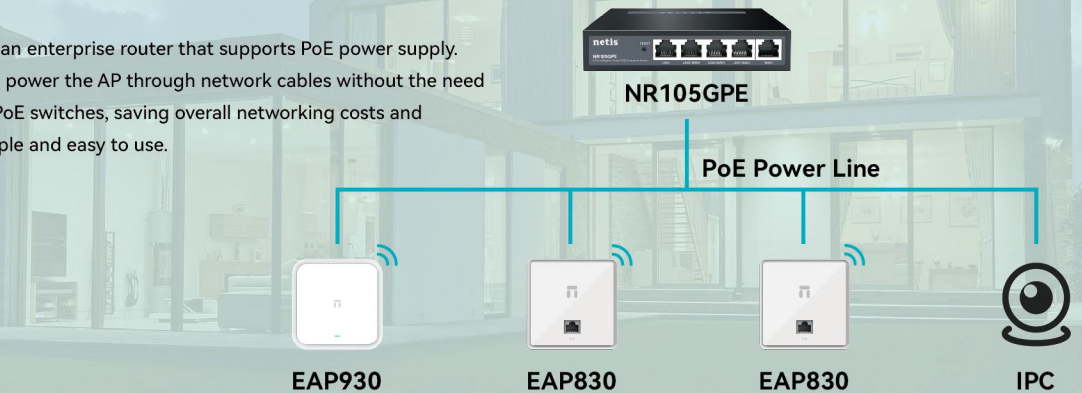 an enterprise router that supports PoE power supply.
power the AP through network cables without the need
PoE switches, saving overall networking costs and
ple and easy to use.
netis
NR105GPE
PoE Power Line
EAP930
EAP830
EAP830
IPC